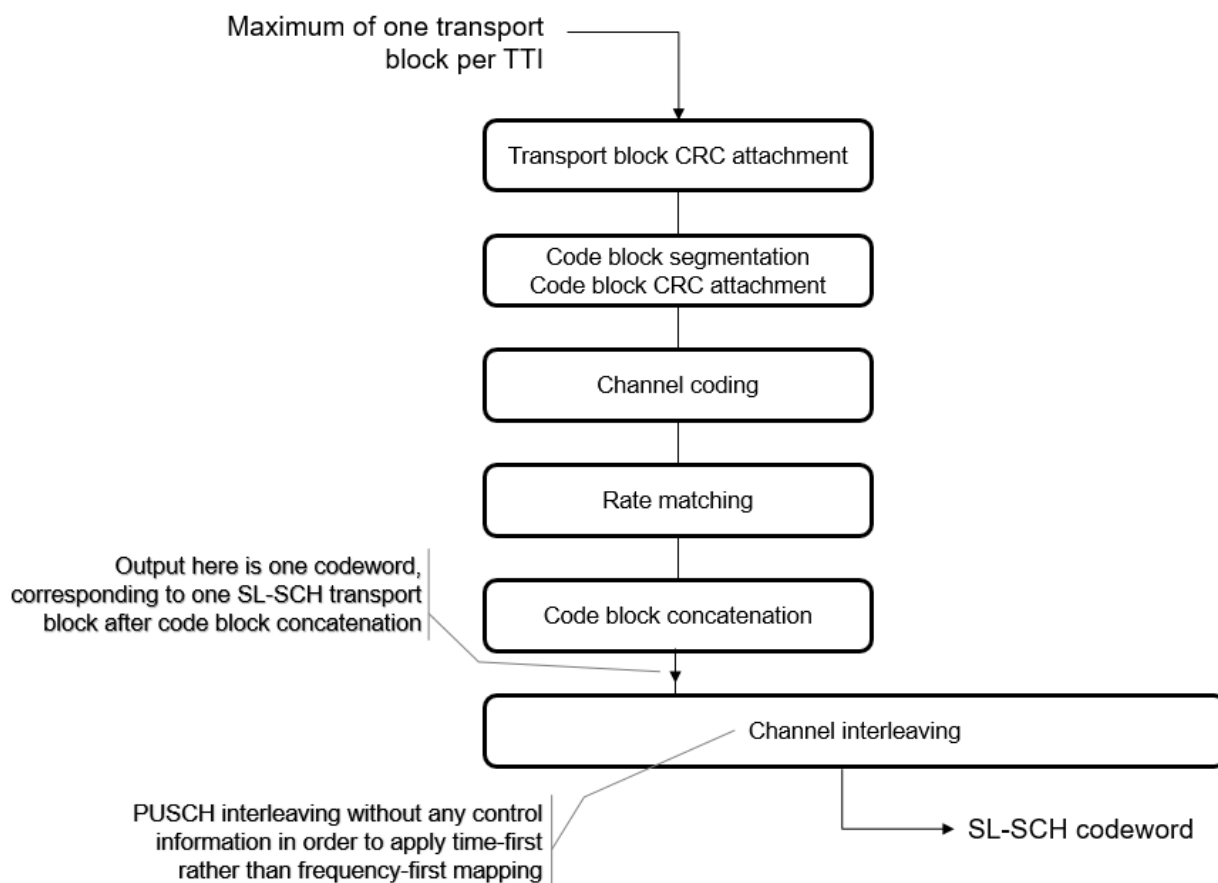 Maximum of one transport
block per TTI
Transport block CRC attachment
Code block segmentation
Code block CRC attachment
Channel coding
Rate matching
Output here is one codeword,
corresponding to one SL-SCH transport
block after code block concatenation
Code block concatenation
Channel interleaving
PUSCH interleaving without any control
information in order to apply time-first
rather than frequency-first mapping
SL-SCH codeword